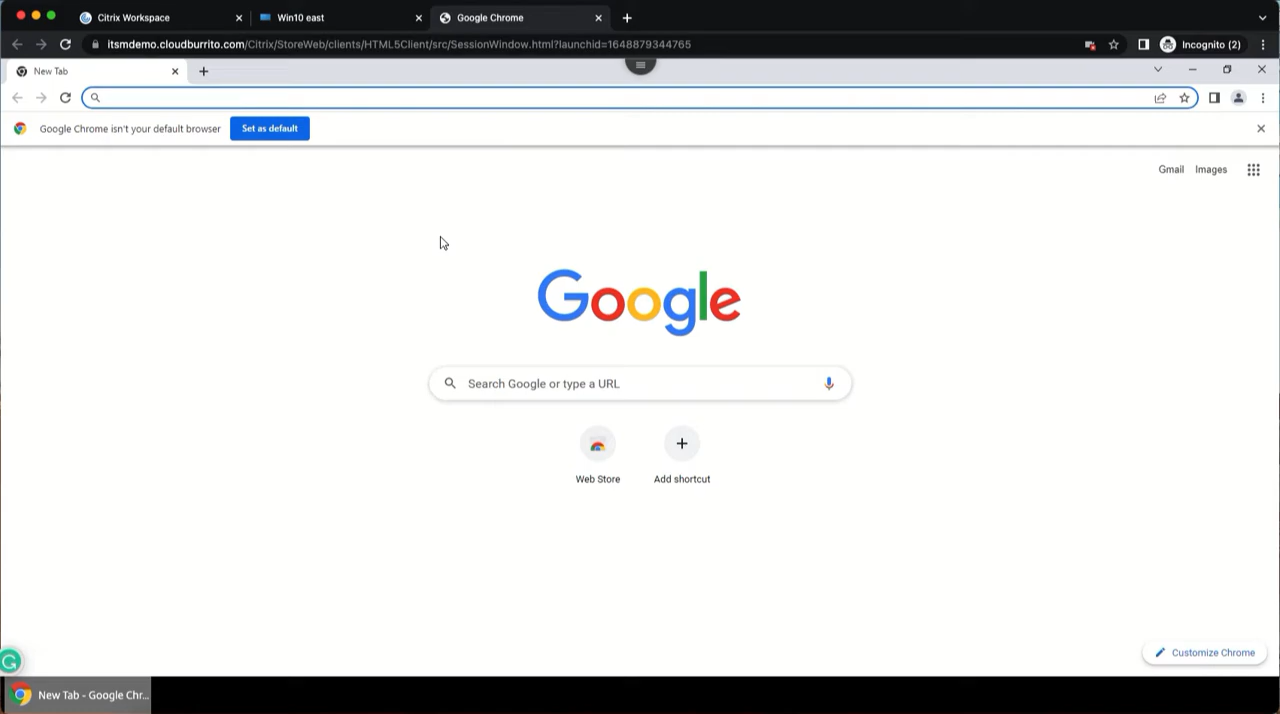 Citrix Workspace
Win10 east
Google Chrome
itsmdemo.cloudburrito.com/Citrix/StoreWeb/clients/HTML5Client/src/SessionWindow.html?launchid=1648879344765
Incognito (2)
New Tab
Google Chrome isn't your default browser
Set as default
Gmail
Images
Google
Search Google or type a URL
Web Store
Add shortcut
Customize Chrome
New Tab - Google Chr...